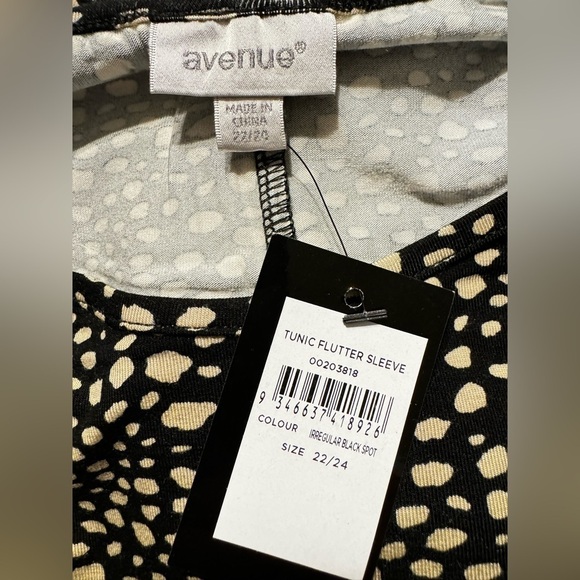 avenue®
MADE IN
CHINA
22/24
TUNIC FLUTTER SLEEVE
00203818
9 346637 418926
COLOUR IRREGULAR BLACK SPOT
SIZE 22/24